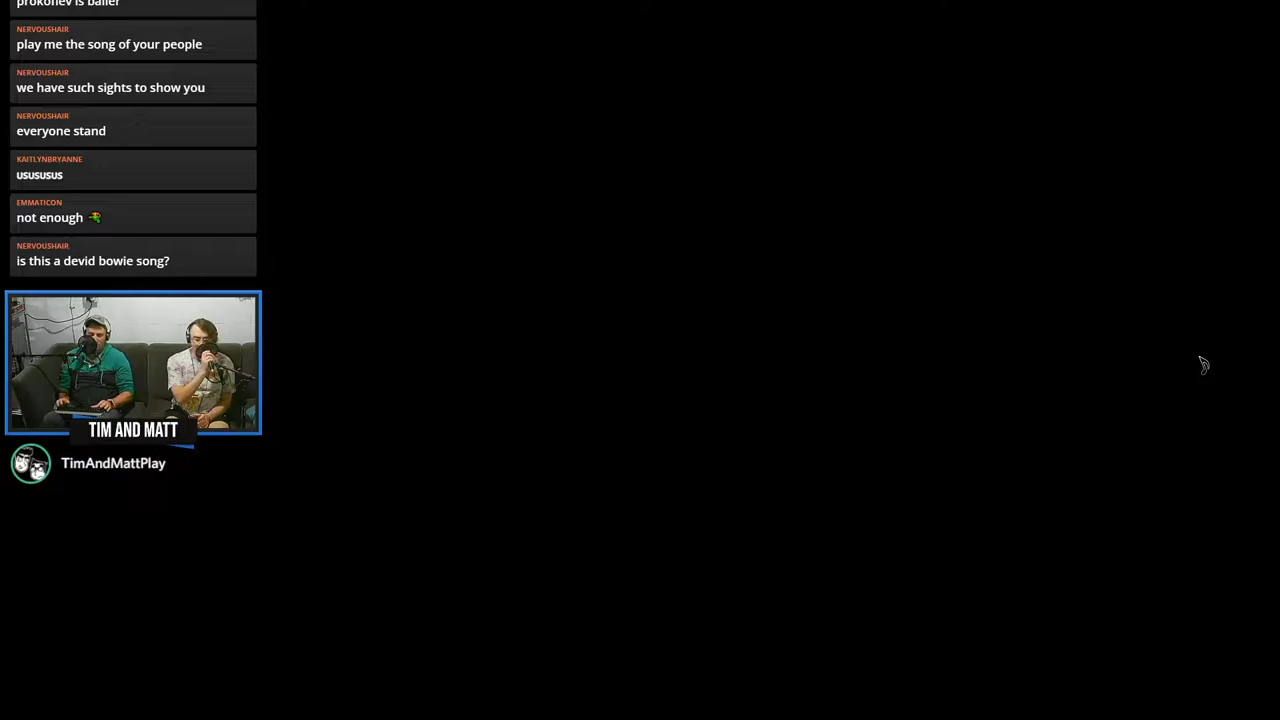 prokofiev is baller
NERVOUSHAIR
play me the song of your people
NERVOUSHAIR
we have such sights to show you
NERVOUSHAIR
everyone stand
KAITLYNBRYANNE
usususus
EMMATICON
not enough
NERVOUSHAIR
is this a devid bowie song?
TIM AND MATT
TimAndMattPlay